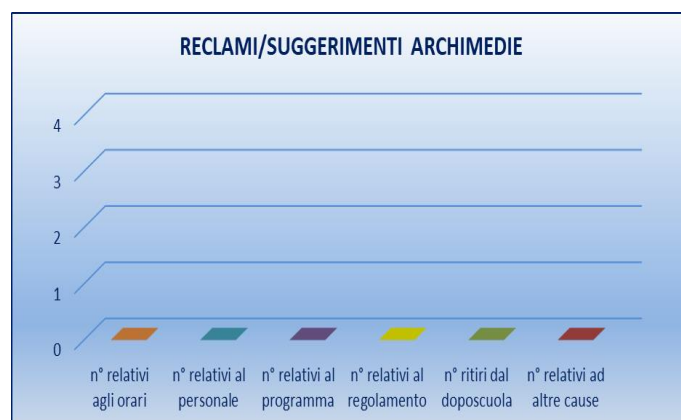 RECLAMI/SUGGERIMENTI ARCHIMEDIE
4
3
2
1
0
n° relativi agli orari
n° relativi al personale
n° relativi al programma
n° relativi al regolamento
n° ritiri dal doposcuola
n° relativi ad altre cause